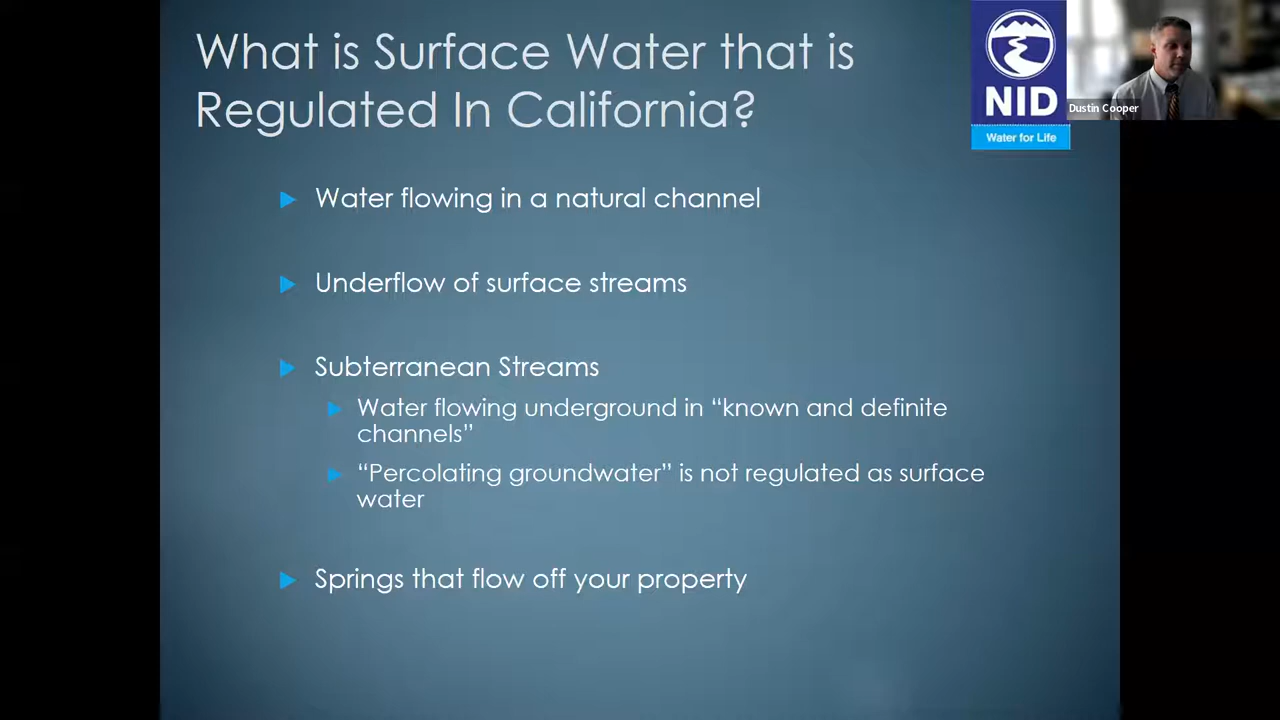 What is Surface Water that is
Regulated In California?
NID
Water for Life
Dustin Cooper
Water flowing in a natural channel
Underflow of surface streams
Subterranean Streams
Water flowing underground in “known and definite
channels”
“Percolating groundwater” is not regulated as surface
water
Springs that flow off your property